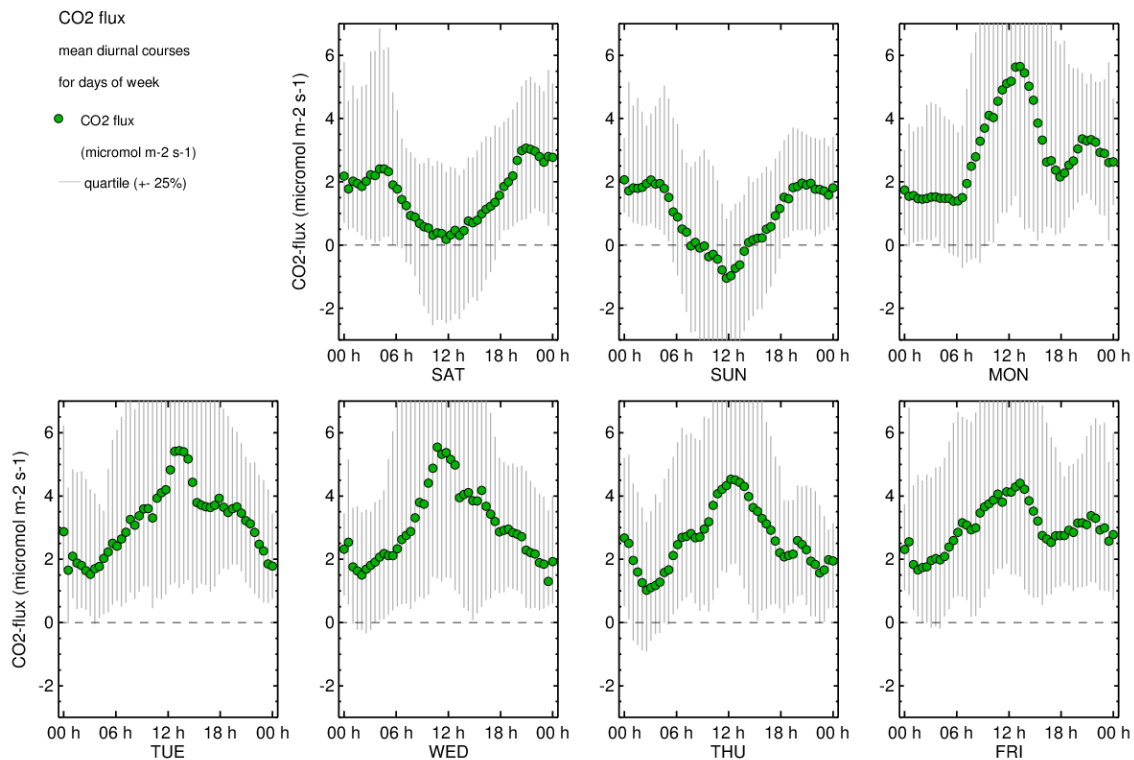 CO2 flux
mean diurnal courses
for days of week
CO2 flux
(micromol m-2 s-1)
quartile (+- 25%)
CO2-flux (micromol m-2 s-1)
6
4
2
0
-2
00 h 06 h 12 h 18 h 00 h
SAT
6
4
2
0
-2
00 h 06 h 12 h 18 h 00 h
SUN
6
4
2
0
-2
00 h 06 h 12 h 18 h 00 h
MON
CO2-flux (micromol m-2 s-1)
6
4
2
0
-2
00 h 06 h 12 h 18 h 00 h
TUE
6
4
2
0
-2
00 h 06 h 12 h 18 h 00 h
WED
6
4
2
0
-2
00 h 06 h 12 h 18 h 00 h
THU
6
4
2
0
-2
00 h 06 h 12 h 18 h 00 h
FRI